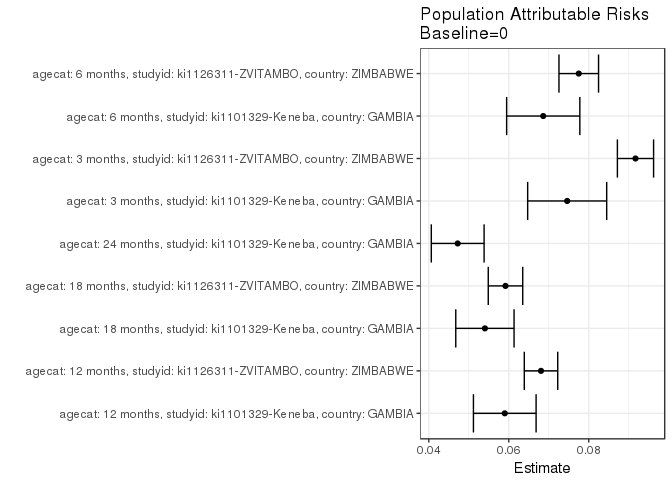 Population Attributable Risks
Baseline=0
agecat: 6 months, studyid: ki1126311-ZVITAMBO, country: ZIMBABWE
agecat: 6 months, studyid: ki1101329-Keneba, country: GAMBIA
agecat: 3 months, studyid: ki1126311-ZVITAMBO, country: ZIMBABWE
agecat: 3 months, studyid: ki1101329-Keneba, country: GAMBIA
agecat: 24 months, studyid: ki1101329-Keneba, country: GAMBIA
agecat: 18 months, studyid: ki1126311-ZVITAMBO, country: ZIMBABWE
agecat: 18 months, studyid: ki1101329-Keneba, country: GAMBIA
agecat: 12 months, studyid: ki1126311-ZVITAMBO, country: ZIMBABWE
agecat: 12 months, studyid: ki1101329-Keneba, country: GAMBIA
0.04 0.06 0.08
Estimate